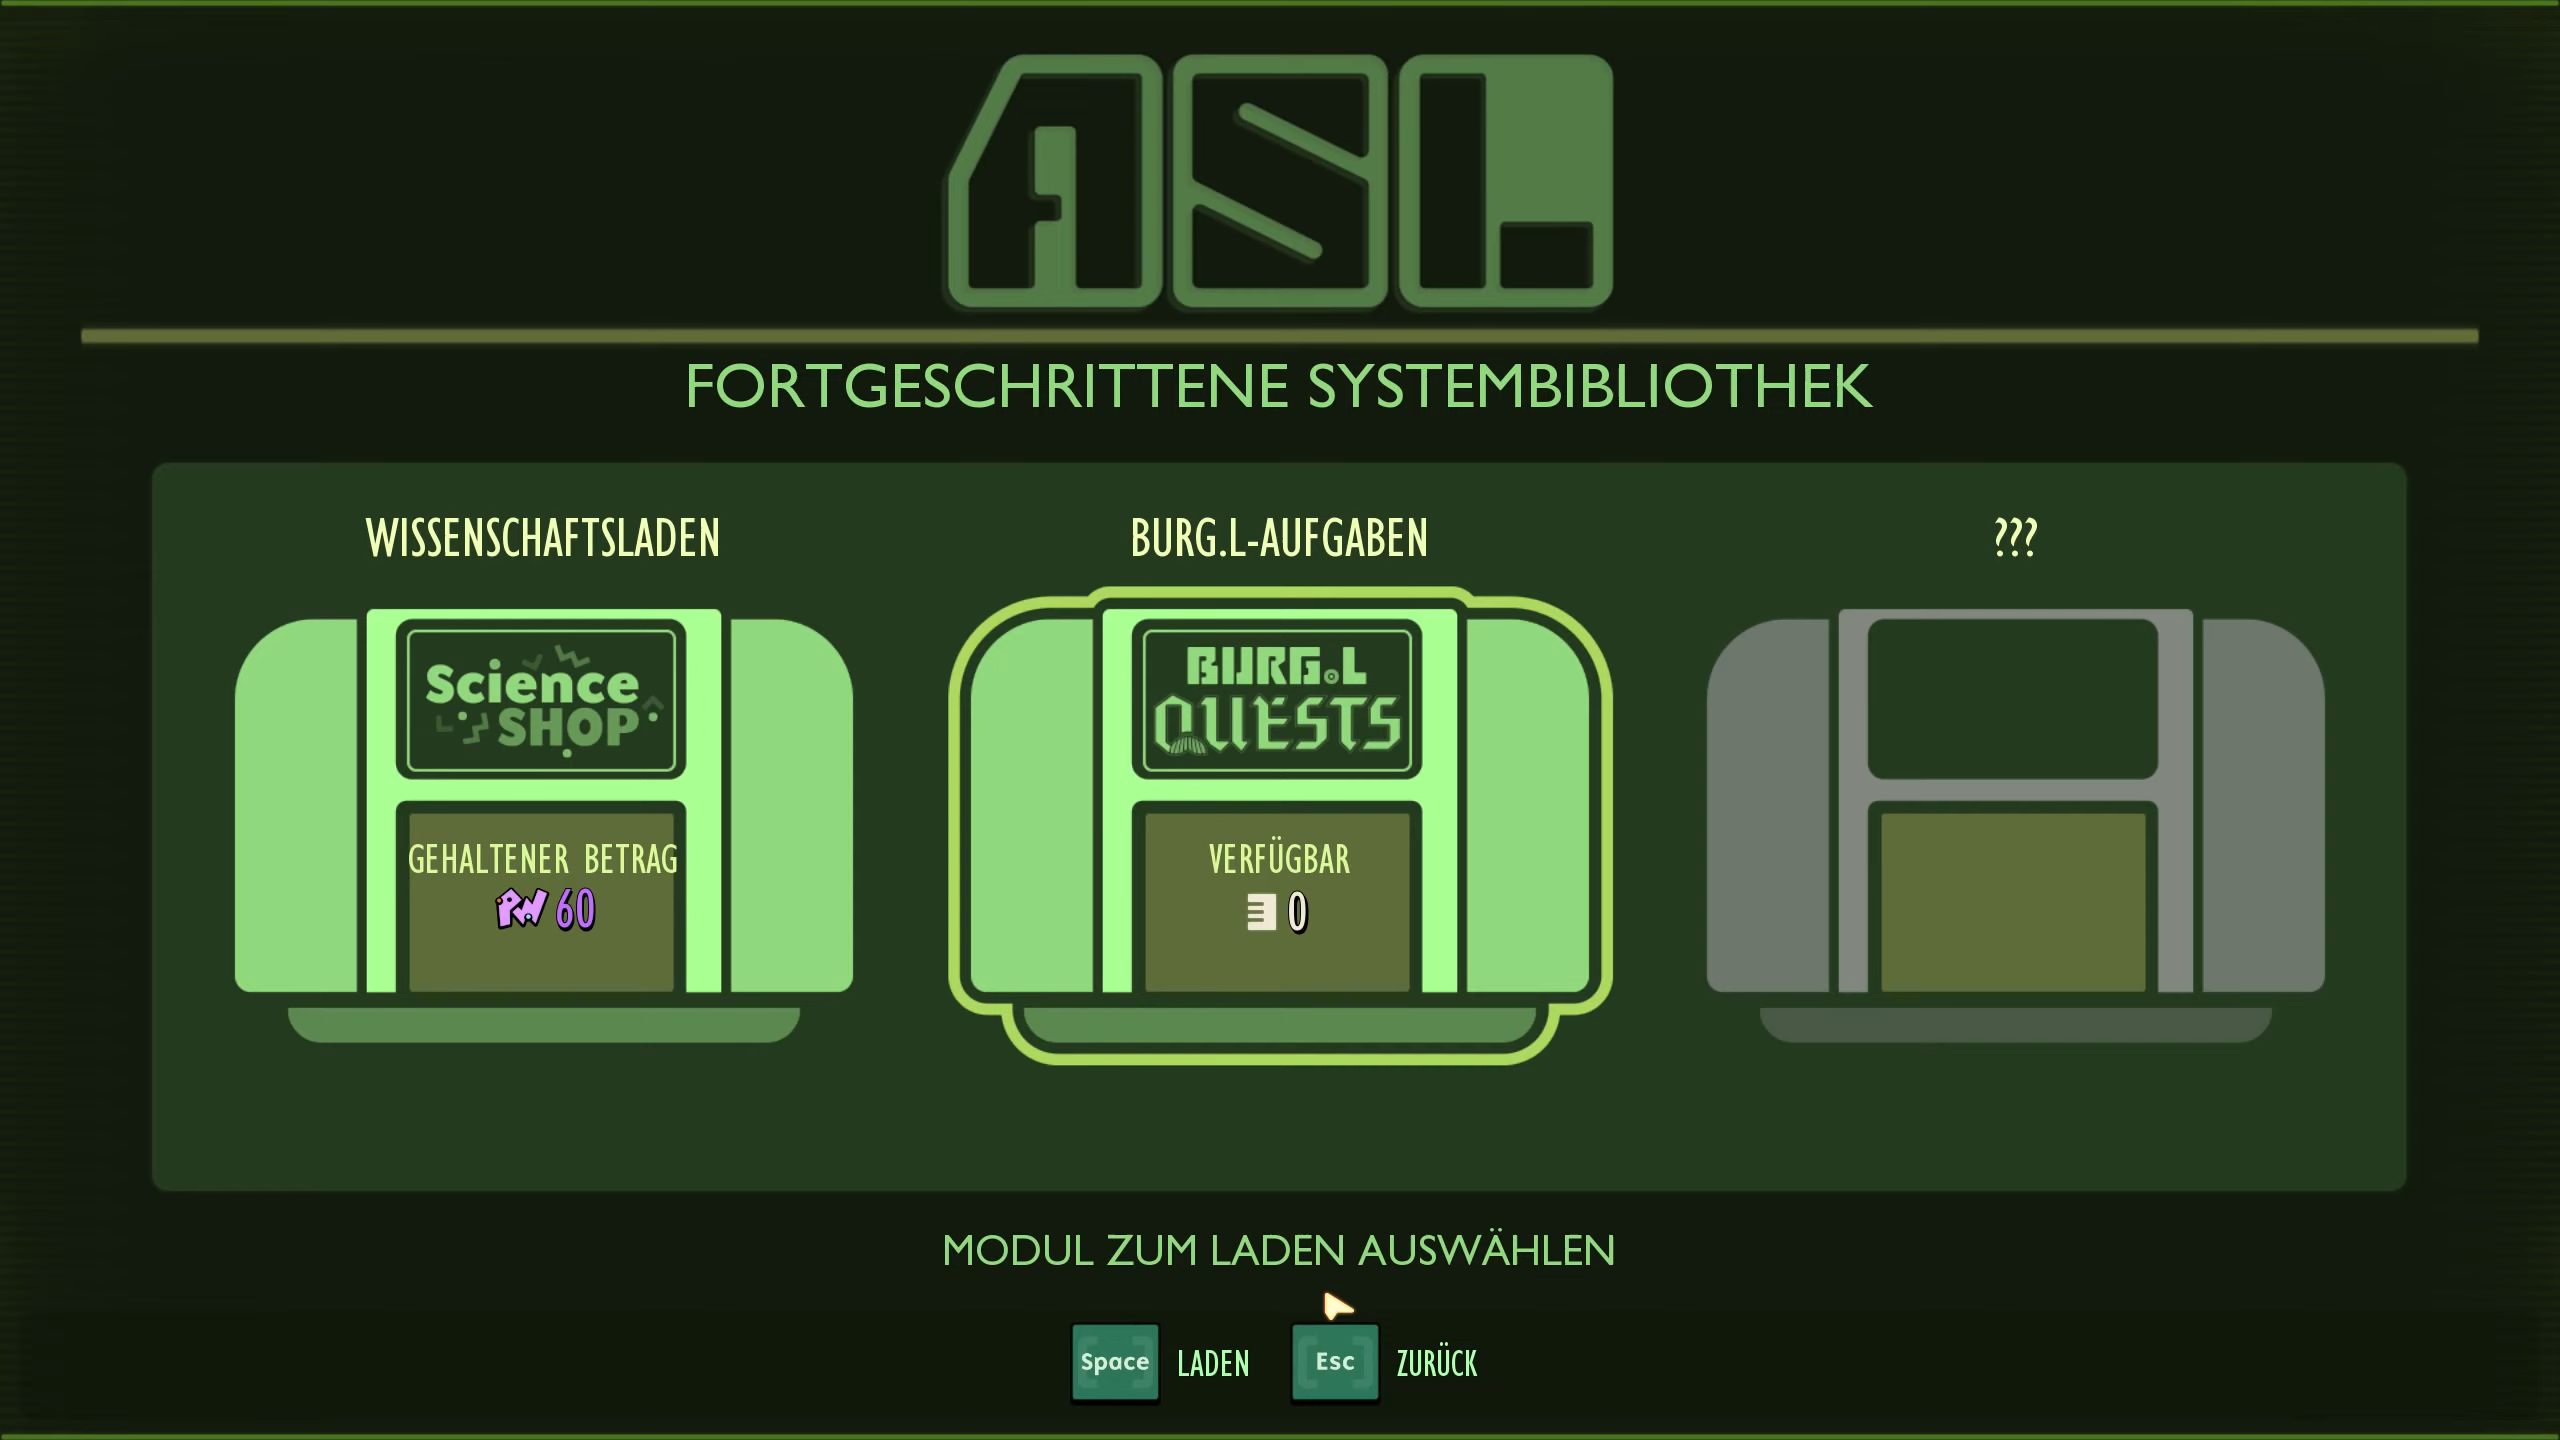 ASL
FORTGESCHRITTENE SYSTEMBIBLIOTHEK
WISSENSCHAFTSLADEN
BURG.L-AUFGABEN
???
Science
SHOP
BURG.L
QUESTS
GEHALTENER BETRAG
RW 60
VERFÜGBAR
0
MODUL ZUM LADEN AUSWÄHLEN
Space LADEN Esc ZURÜCK